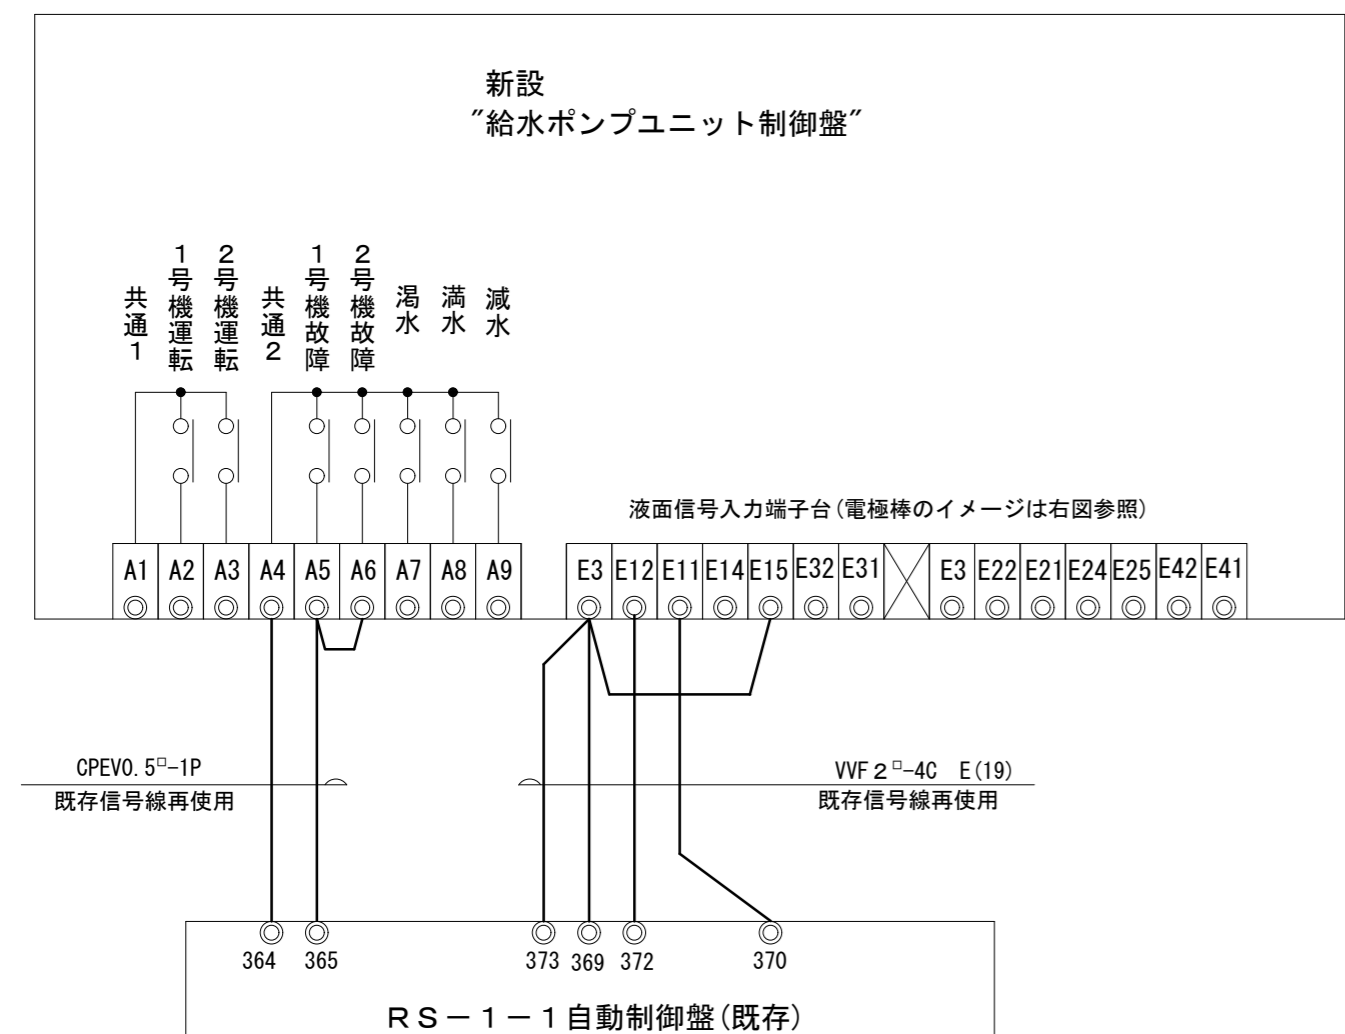 新設
″給水ポンプユニット制御盤″
共通1
1号機運転
2号機運転
共通2
1号機故障
2号機故障
渇水
満水
減水
液面信号入力端子台(電極棒のイメージは右図参照)
A1 A2 A3 A4 A5 A6 A7 A8 A9
E3 E12 E11 E14 E15 E32 E31 E3 E22 E21 E24 E25 E42 E41
CPEV0.5□-1P
既存信号線再使用
VVF2□-4C E(19)
既存信号線再使用
364 365 373 369 372 370
RS-1-1自動制御盤(既存)